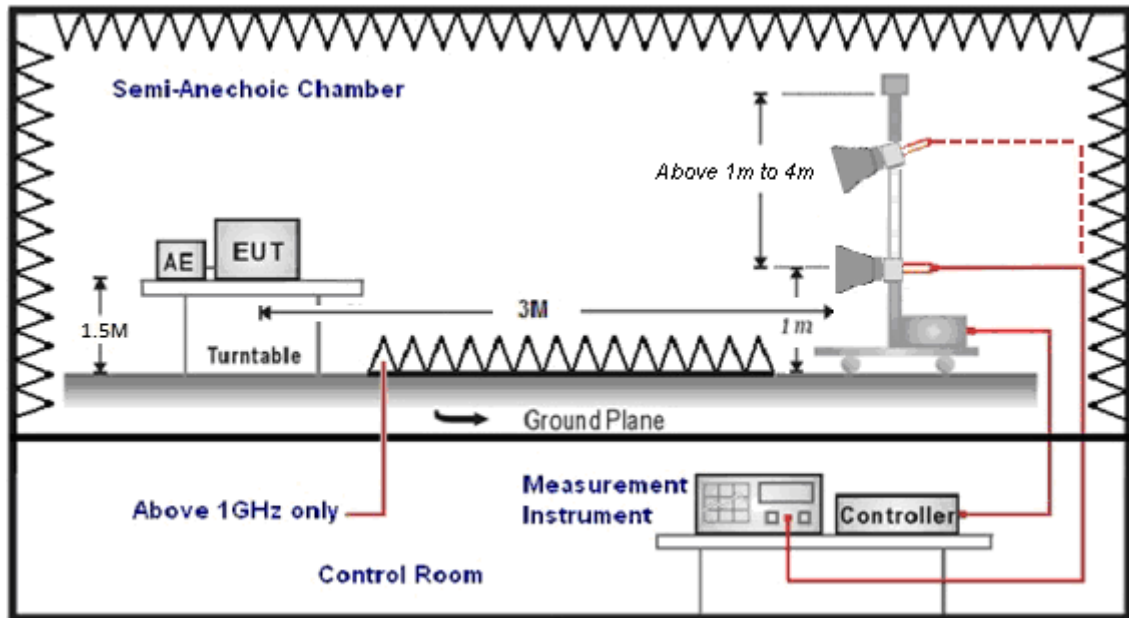 Semi-Anechoic Chamber
Above 1m to 4m
AE
EUT
3M
1m
1.5M
Turntable
Ground Plane
Above 1GHz only
Measurement
Instrument
Controller
Control Room